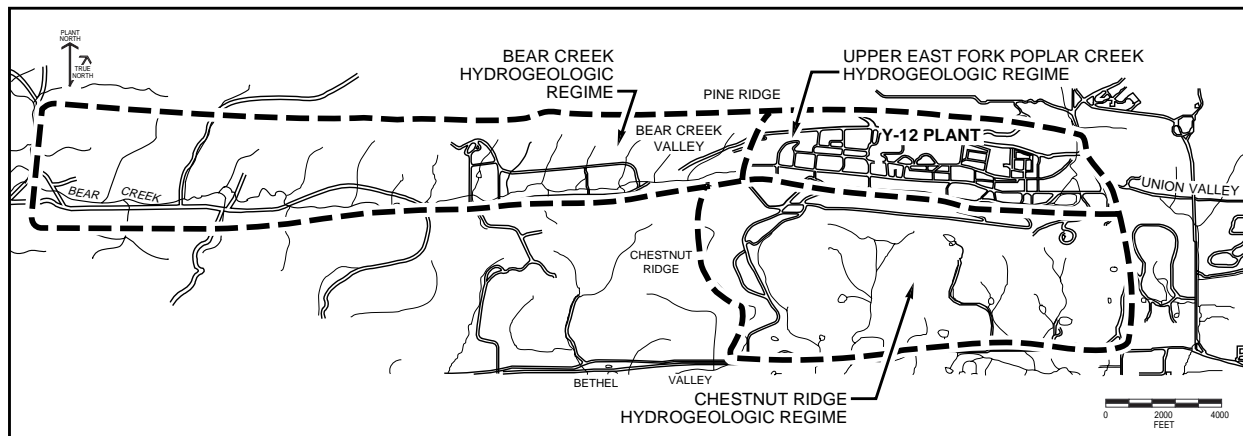 PLANT
NORTH
TRUE
NORTH
BEAR CREEK
HYDROGEOLOGIC
REGIME
UPPER EAST FORK POPLAR CREEK
HYDROGEOLOGIC REGIME
PINE RIDGE
BEAR CREEK
VALLEY
Y-12 PLANT
BEAR CREEK
UNION VALLEY
CHESTNUT
RIDGE
BETHEL VALLEY
CHESTNUT RIDGE
HYDROGEOLOGIC REGIME
0 2000 4000
FEET